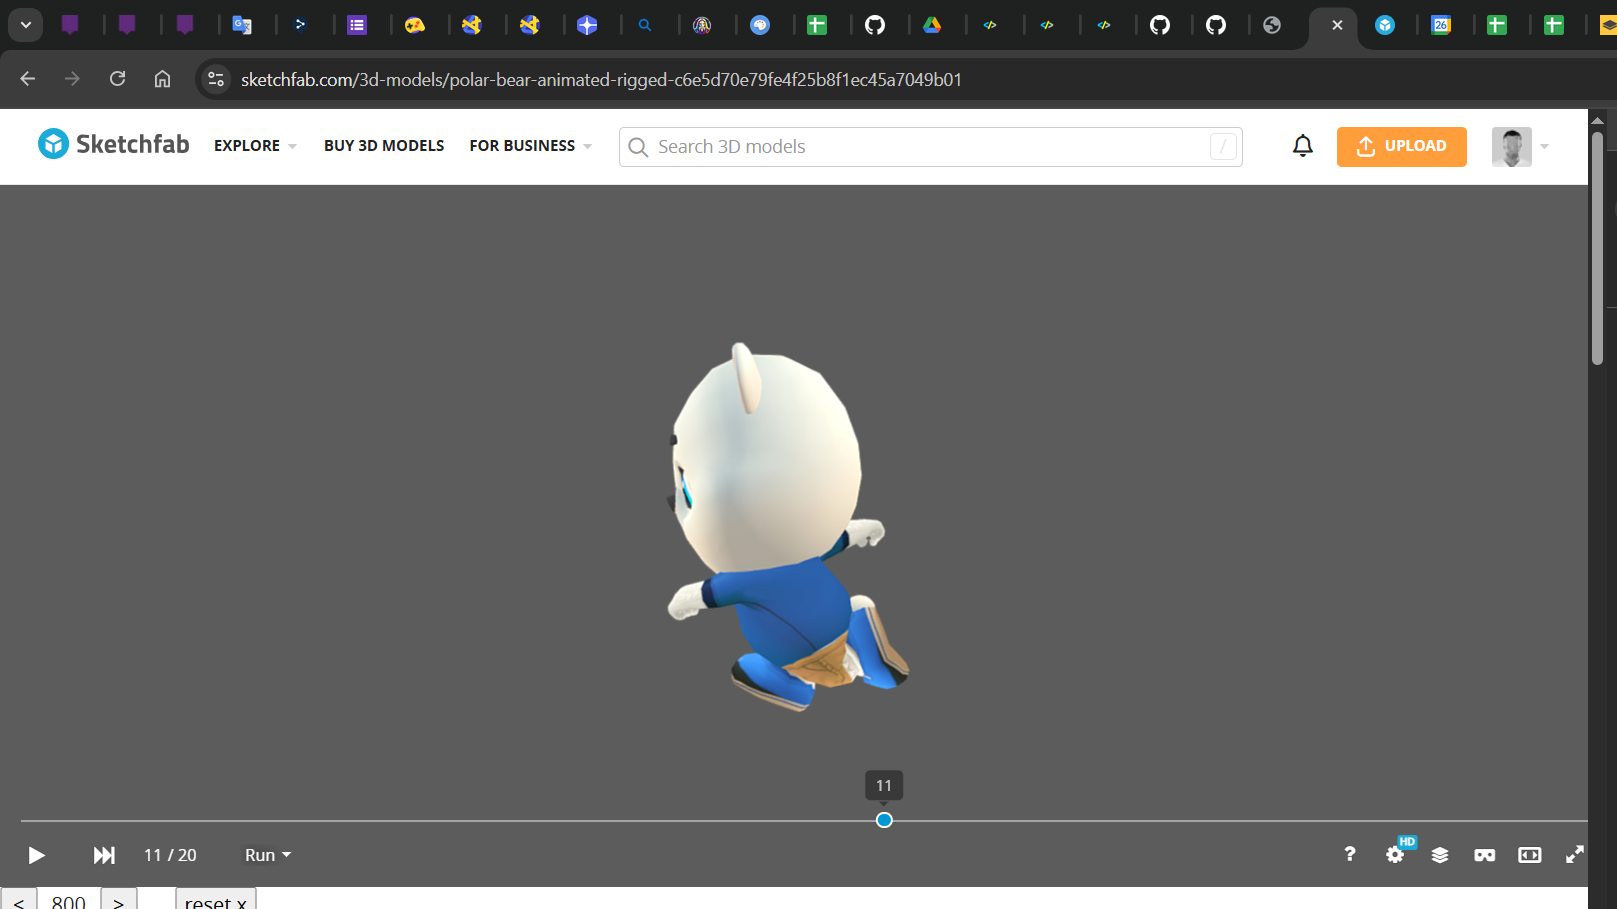 26
sketchfab.com/3d-models/polar-bear-animated-rigged-c6e5d70e79fe4f25b8f1ec45a7049b01
Sketchfab EXPLORE BUY 3D MODELS FOR BUSINESS Search 3D models / UPLOAD
11
11 / 20 Run ? HD
< 800 > reset x